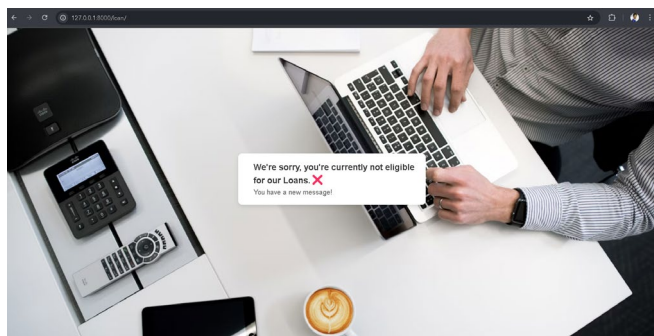 127.0.0.1:8000/loan/
We're sorry, you're currently not eligible
for our Loans. ❌
You have a new message!